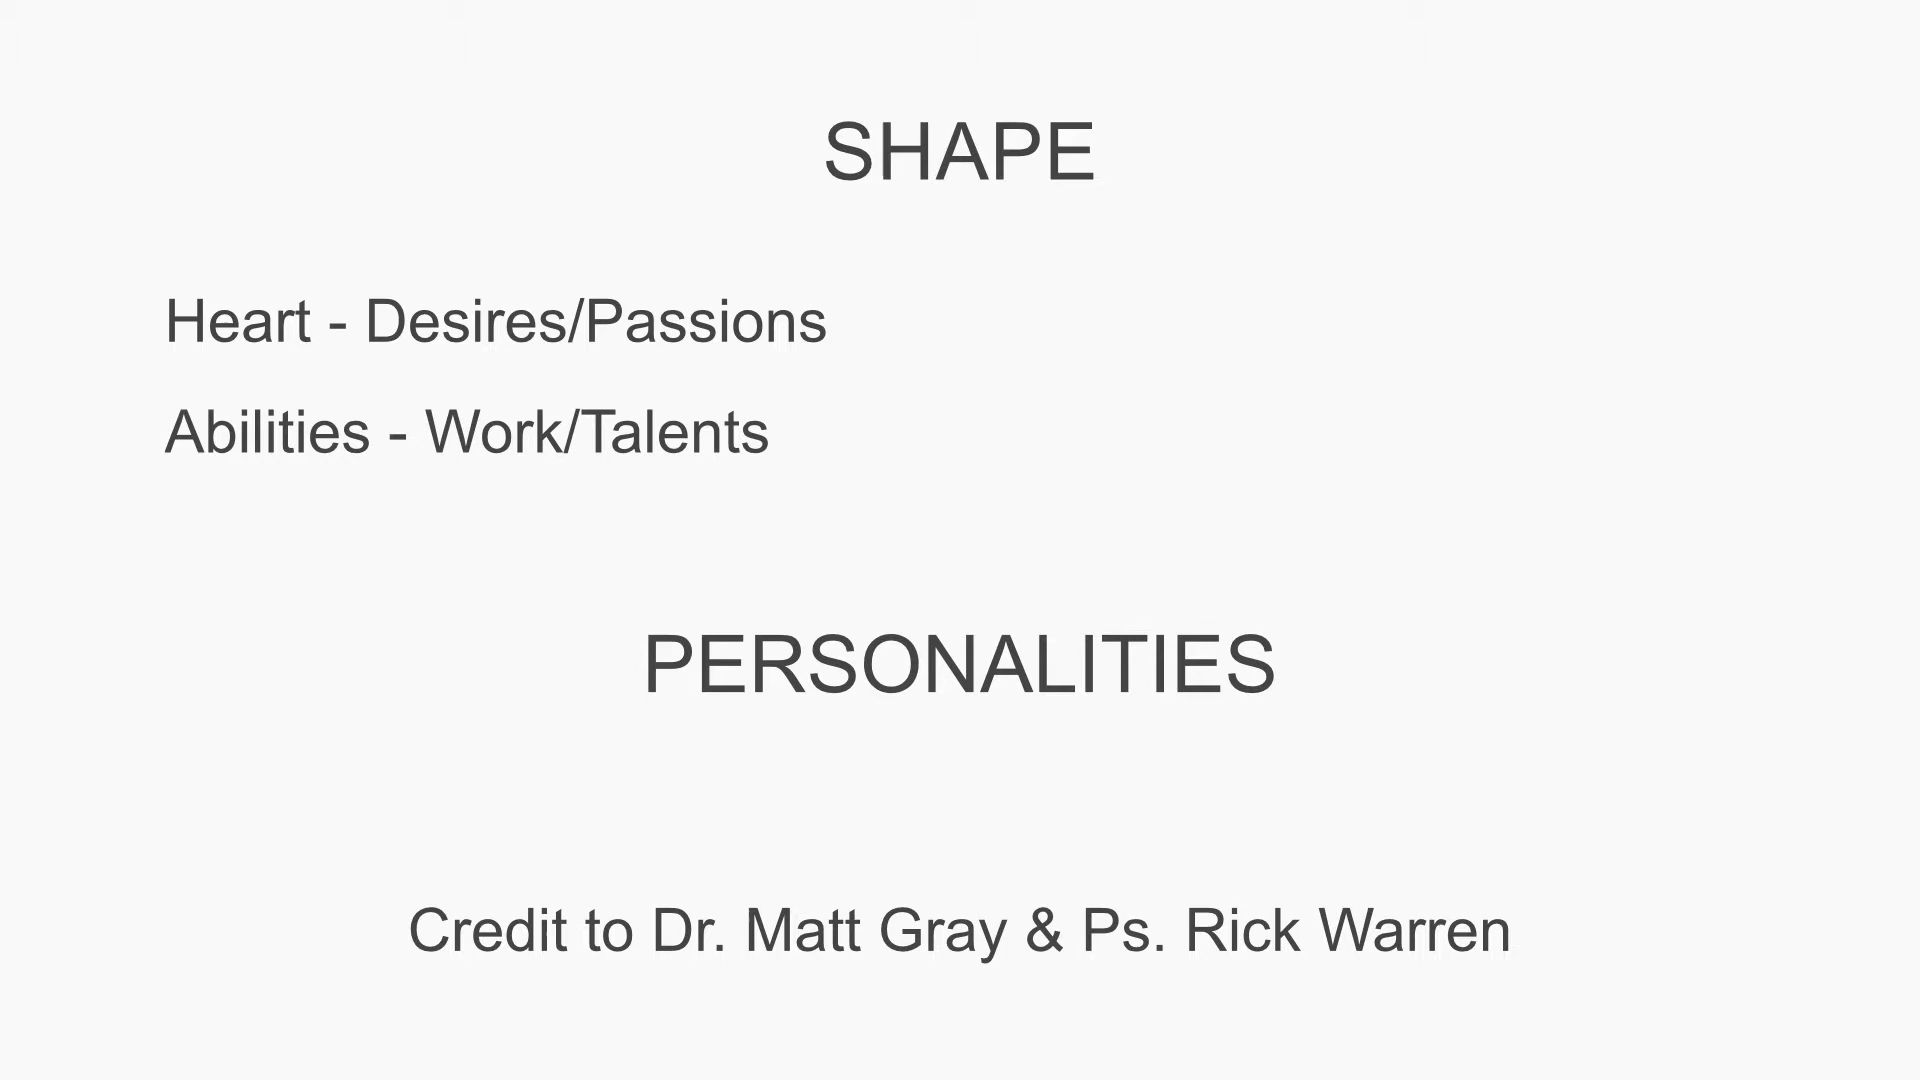 SHAPE
Heart - Desires/Passions
Abilities - Work/Talents
PERSONALITIES
Credit to Dr. Matt Gray & Ps. Rick Warren